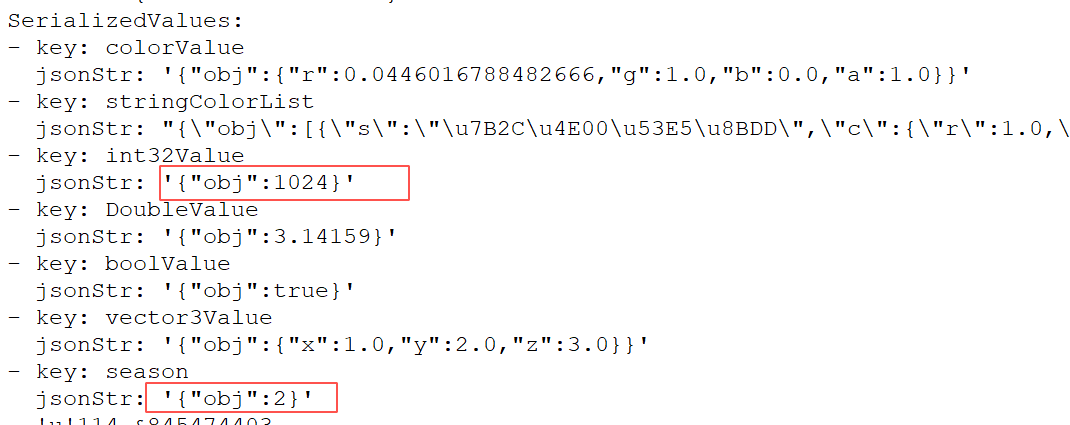 SerializedValues:
- key: colorValue
jsonStr: '{"obj":{"r":0.0446016788482666,"g":1.0,"b":0.0,"a":1.0}}'
- key: stringColorList
jsonStr: "{\"obj\":[{\"s\":\"\u7B2C\u4E00\u53E5\u8BDD\",\"c\":{\"r\":1.0,\
- key: int32Value
jsonStr: '{"obj":1024}'
- key: DoubleValue
jsonStr: '{"obj":3.14159}'
- key: boolValue
jsonStr: '{"obj":true}'
- key: vector3Value
jsonStr: '{"obj":{"x":1.0,"y":2.0,"z":3.0}}'
- key: season
jsonStr: '{"obj":2}'